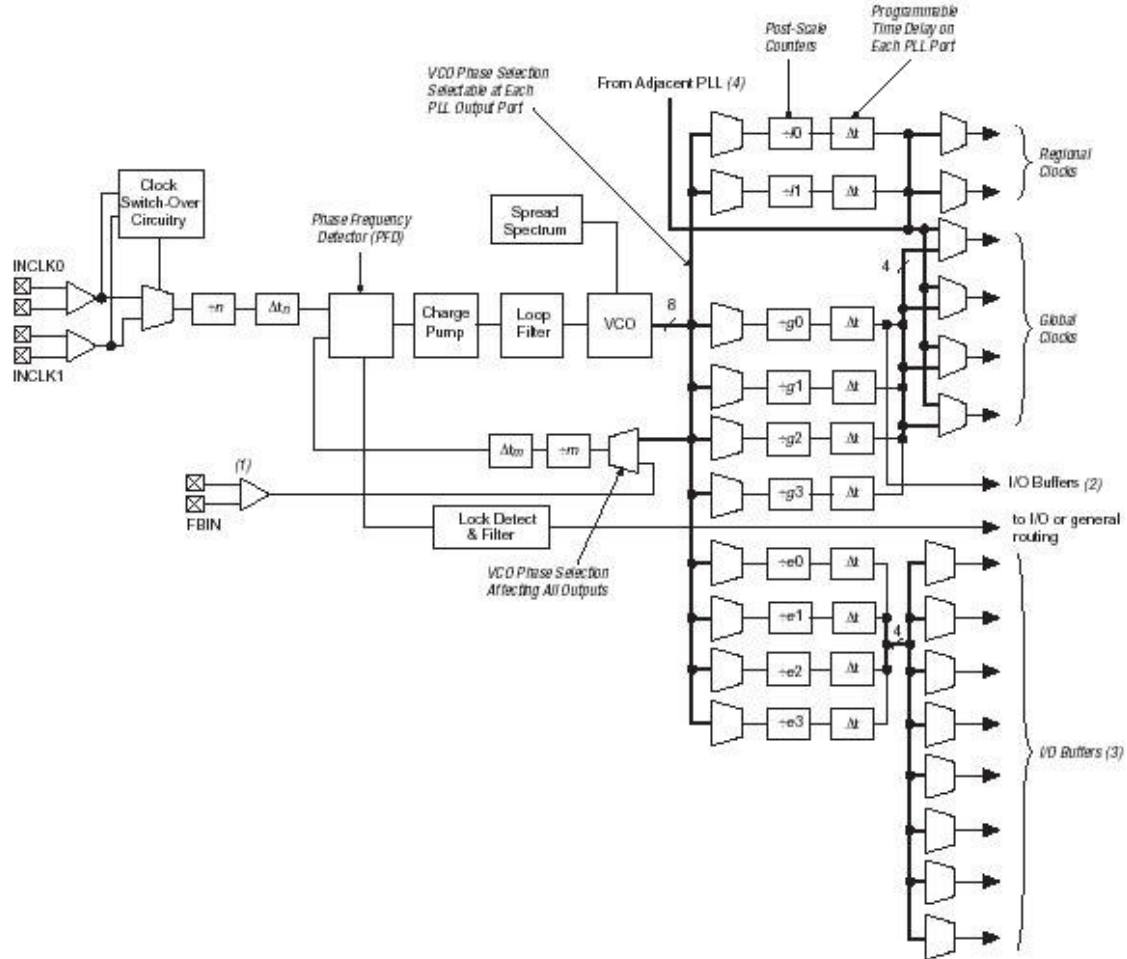 Programmable
Time Delay on
Each PLL Port
Post-Scale
Counters
VCO Phase Selection
Selectable at Each
PLL Output Port
From Adjacent PLL (4)
÷l0
Δt
Regional
Clocks
÷l1
Δt
Clock
Switch-Over
Circuitry
Phase Frequency
Detector (PFD)
Spread
Spectrum
4
INCLK0
÷n
Δtn
Charge
Pump
Loop
Filter
VCO
8
÷g0
Δt
Global
Clocks
INCLK1
÷g1
Δt
Δtm
÷m
÷g2
Δt
(1)
FBIN
÷g3
Δt
I/O Buffers (2)
Lock Detect
& Filter
to I/O or general
routing
VCO Phase Selection
Affecting All Outputs
÷e0
Δt
÷e1
Δt
4
÷e2
Δt
÷e3
Δt
I/O Buffers (3)